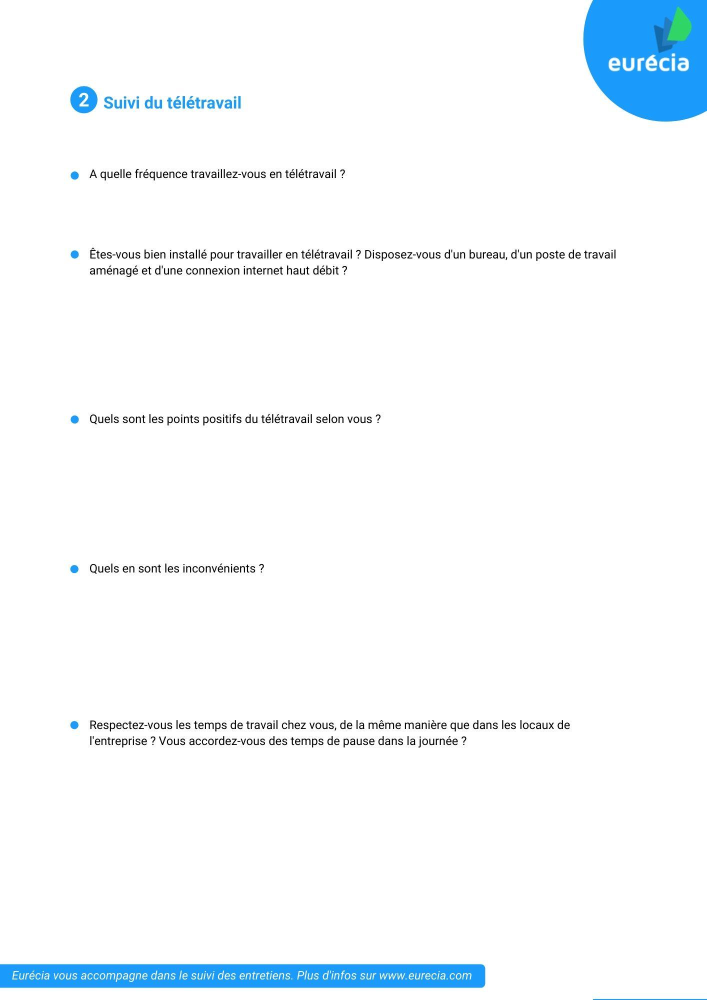 eurécia
2 Suivi du télétravail
A quelle fréquence travaillez-vous en télétravail ?
Êtes-vous bien installé pour travailler en télétravail ? Disposez-vous d'un bureau, d'un poste de travail
aménagé et d'une connexion internet haut débit ?
Quels sont les points positifs du télétravail selon vous ?
Quels en sont les inconvénients ?
Respectez-vous les temps de travail chez vous, de la même manière que dans les locaux de
l'entreprise ? Vous accordez-vous des temps de pause dans la journée ?
Eurécia vous accompagne dans le suivi des entretiens. Plus d'infos sur www.eurecia.com